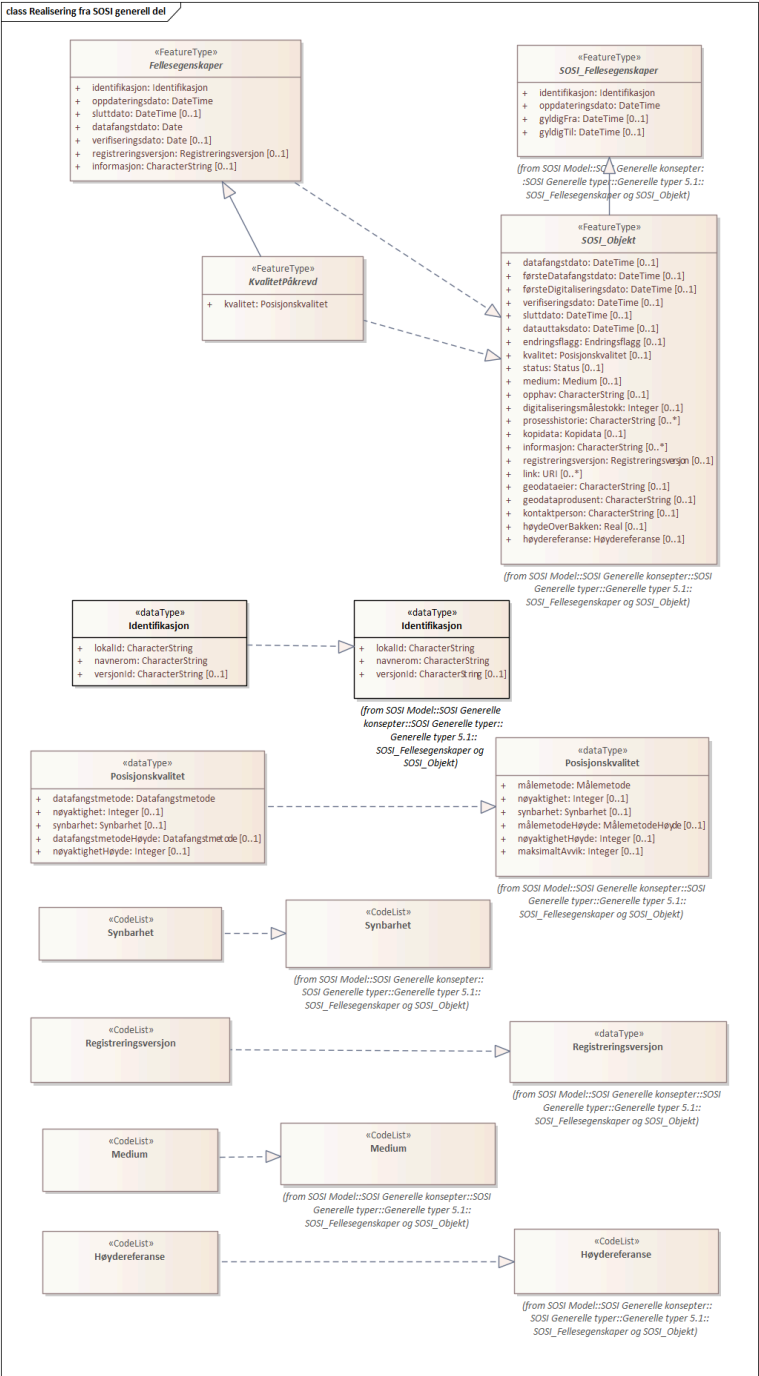 class Realisering fra SOSI generell del
«FeatureType»
Fellesegenskaper
+ identifikasjon: Identifikasjon
+ oppdateringsdato: DateTime
+ sluttdato: DateTime [0..1]
+ datafangstdato: Date
+ verifiseringsdato: Date [0..1]
+ registreringsversjon: Registreringsversjon [0..1]
+ informasjon: CharacterString [0..1]
«FeatureType»
SOSI_Fellesegenskaper
+ identifikasjon: Identifikasjon
+ oppdateringsdato: DateTime
+ gyldigFra: DateTime [0..1]
+ gyldigTil: DateTime [0..1]
(from SOSI Model::SOSI Generelle konsepter:
:SOSI Generelle typer::Generelle typer 5.1::
SOSI_Fellesegenskaper og SOSI_Objekt)
«FeatureType»
SOSI_Objekt
+ datafangstdato: DateTime [0..1]
+ førsteDatafangstdato: DateTime [0..1]
+ førsteDigitaliseringsdato: DateTime [0..1]
+ verifiseringsdato: DateTime [0..1]
+ sluttdato: DateTime [0..1]
+ datauttaksdato: DateTime [0..1]
+ endringsflagg: Endringsflagg [0..1]
+ kvalitet: Posisjonskvalitet [0..1]
+ status: Status [0..1]
+ medium: Medium [0..1]
+ opphav: CharacterString [0..1]
+ digitaliseringsmålestokk: Integer [0..1]
+ prosesshistorie: CharacterString [0..*]
+ kopidata: Kopidata [0..1]
+ informasjon: CharacterString [0..*]
+ registreringsversjon: Registreringsversjon [0..1]
+ link: URI [0..*]
+ geodataeier: CharacterString [0..1]
+ geodataprodusent: CharacterString [0..1]
+ kontaktperson: CharacterString [0..1]
+ høydeOverBakken: Real [0..1]
+ høydereferanse: Høydereferanse [0..1]
(from SOSI Model::SOSI Generelle konsepter::SOSI
Generelle typer::Generelle typer 5.1::
SOSI_Fellesegenskaper og SOSI_Objekt)
«FeatureType»
KvalitetPåkrevd
+ kvalitet: Posisjonskvalitet
«dataType»
Identifikasjon
+ lokalId: CharacterString
+ navnerom: CharacterString
+ versjonId: CharacterString [0..1]
«dataType»
Identifikasjon
+ lokalId: CharacterString
+ navnerom: CharacterString
+ versjonId: CharacterString [0..1]
(from SOSI Model::SOSI Generelle
konsepter::SOSI Generelle typer::
Generelle typer 5.1::
SOSI_Fellesegenskaper og
SOSI_Objekt)
«dataType»
Posisjonskvalitet
+ datafangstmetode: Datafangstmetode
+ nøyaktighet: Integer [0..1]
+ synbarhet: Synbarhet [0..1]
+ datafangstmetodeHøyde: Datafangstmetode [0..1]
+ nøyaktighetHøyde: Integer [0..1]
«dataType»
Posisjonskvalitet
+ målemetode: Målemetode
+ nøyaktighet: Integer [0..1]
+ synbarhet: Synbarhet [0..1]
+ målemetodeHøyde: MålemetodeHøyde [0..1]
+ nøyaktighetHøyde: Integer [0..1]
+ maksimaltAvvik: Integer [0..1]
(from SOSI Model::SOSI Generelle konsepter::SOSI
Generelle typer::Generelle typer 5.1::
SOSI_Fellesegenskaper og SOSI_Objekt)
«CodeList»
Synbarhet
«CodeList»
Synbarhet
(from SOSI Model::SOSI Generelle konsepter::
SOSI Generelle typer::Generelle typer 5.1::
SOSI_Fellesegenskaper og SOSI_Objekt)
«CodeList»
Registreringsversjon
«dataType»
Registreringsversjon
(from SOSI Model::SOSI Generelle konsepter::SOSI
Generelle typer::Generelle typer 5.1::
SOSI_Fellesegenskaper og SOSI_Objekt)
«CodeList»
Medium
«CodeList»
Medium
(from SOSI Model::SOSI Generelle konsepter::SOSI
Generelle typer::Generelle typer 5.1::
SOSI_Fellesegenskaper og SOSI_Objekt)
«CodeList»
Høydereferanse
«CodeList»
Høydereferanse
(from SOSI Model::SOSI Generelle konsepter::
SOSI Generelle typer::Generelle typer 5.1::
SOSI_Fellesegenskaper og SOSI_Objekt)